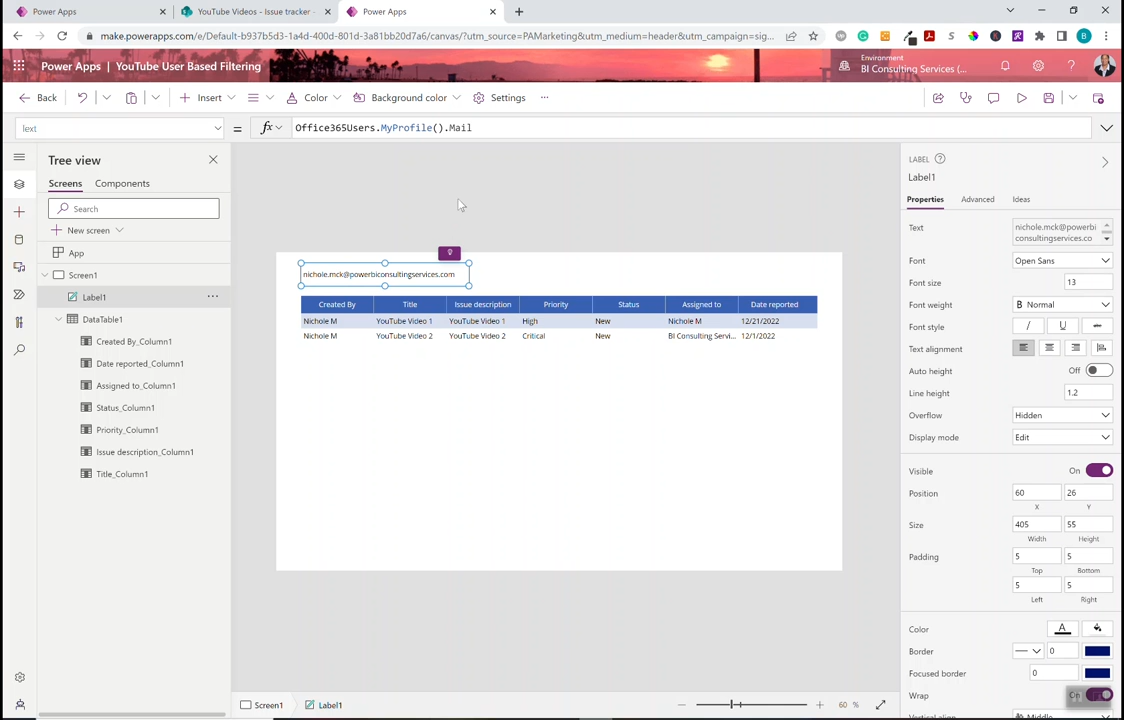 Power Apps
YouTube Videos - Issue tracker -
Power Apps
make.powerapps.com/e/Default-b937b5d3-1a4d-400d-801d-3a81bb20d7a6/canvas/?utm_source=PAMarketing&utm_medium=header&utm_campaign=sig...
Power Apps | YouTube User Based Filtering
Environment
BI Consulting Services (...
Back
Insert
Color
Background color
Settings
Text
=
fx
Office365Users.MyProfile().Mail
Tree view
Screens
Components
Search
New screen
App
Screen1
Label1
DataTable1
Created By_Column1
Date reported_Column1
Assigned to_Column1
Status_Column1
Priority_Column1
Issue description_Column1
Title_Column1
nichole.mck@powerbiconsultingservices.com
Created By Title Issue description Priority Status Assigned to Date reported
Nichole M YouTube Video 1 YouTube Video 1 High New Nichole M 12/21/2022
Nichole M YouTube Video 2 YouTube Video 2 Critical New BI Consulting Servi... 12/1/2022
LABEL
Label1
Properties
Advanced
Ideas
Text nichole.mck@powerbi
consultingservices.co
Font Open Sans
Font size 13
Font weight B Normal
Font style
Text alignment
Auto height Off
Line height 1.2
Overflow Hidden
Display mode Edit
Visible On
Position 60 26
X Y
Size 405 55
Width Height
Padding 5 5
Top Bottom
5 5
Left Right
Color
Border 0
Focused border 0
Wrap On
Vertical align Middle
Screen1
Label1
60 %